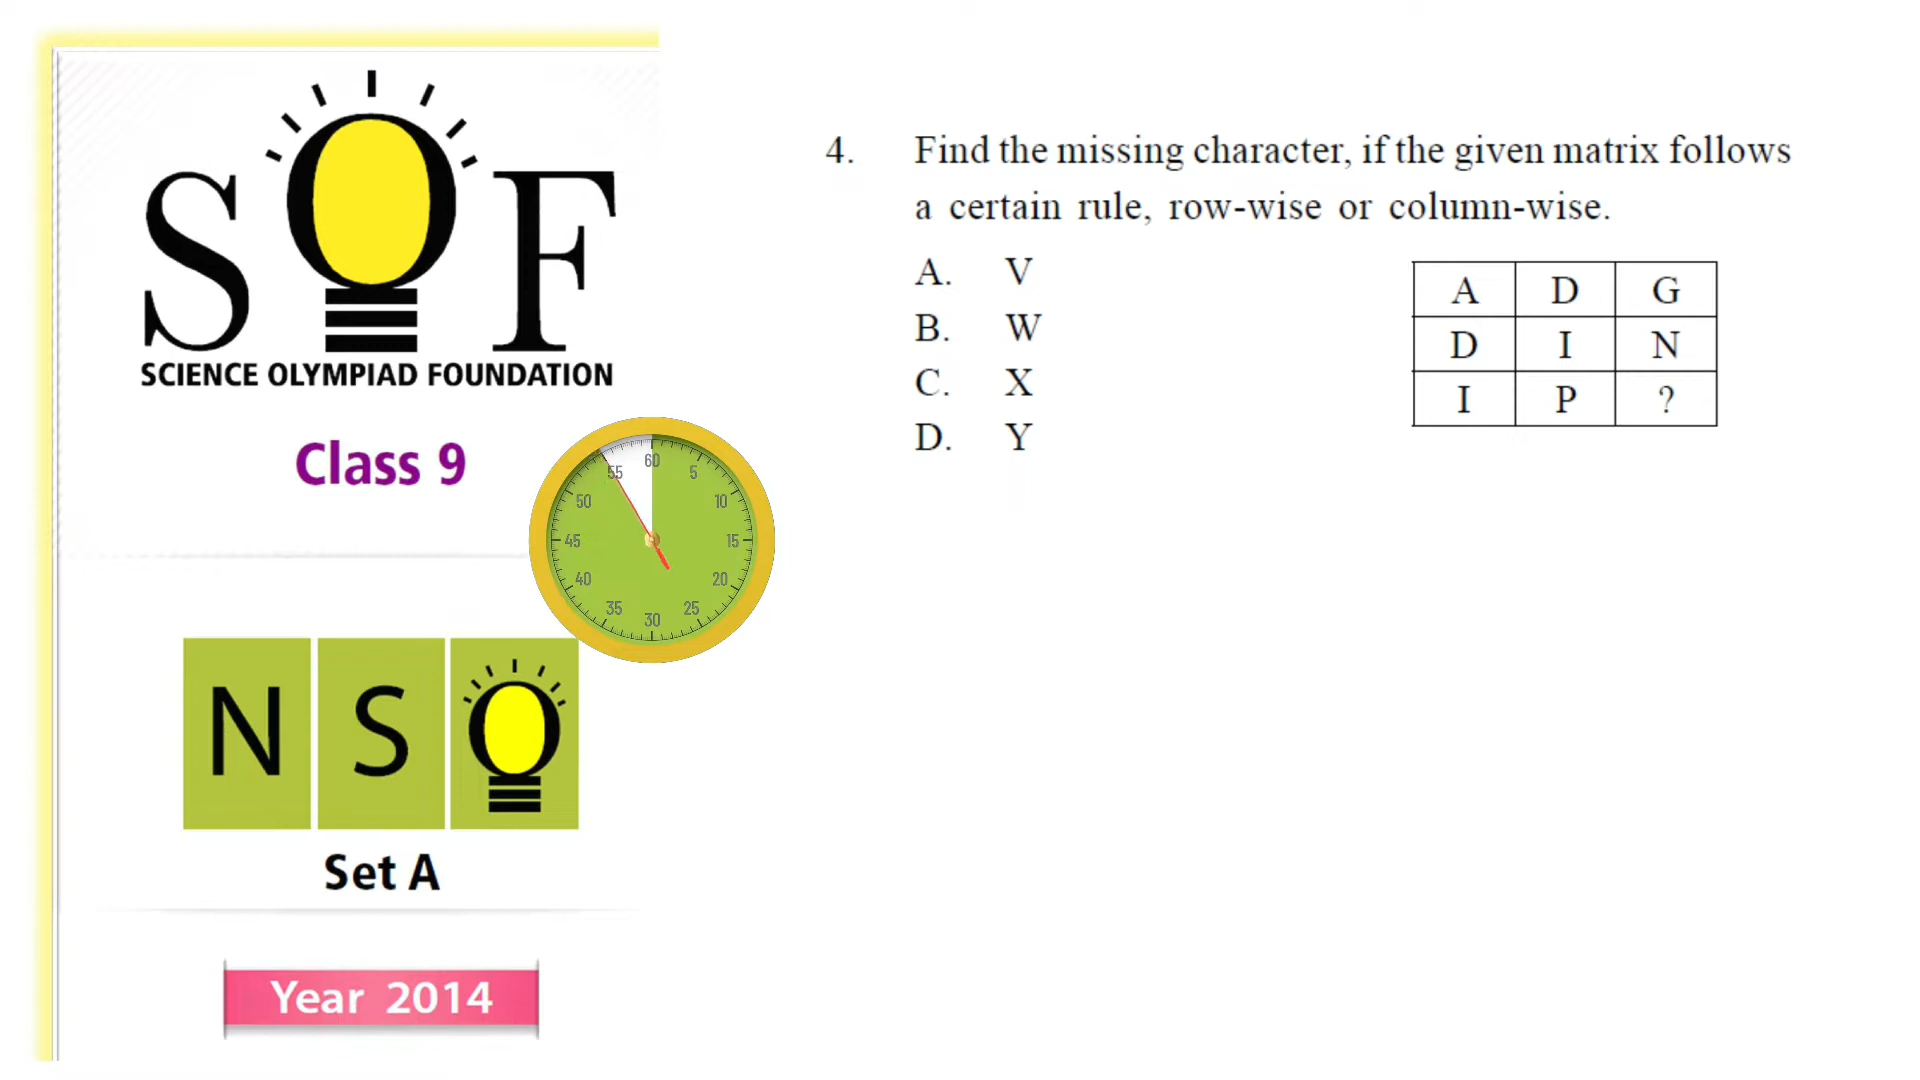 SOF
SCIENCE OLYMPIAD FOUNDATION
Class 9
60
5
10
15
20
25
30
35
40
45
50
55
NSO
Set A
Year 2014
4. Find the missing character, if the given matrix follows
a certain rule, row-wise or column-wise.
A. V
B. W
C. X
D. Y
A D G
D I N
I P ?